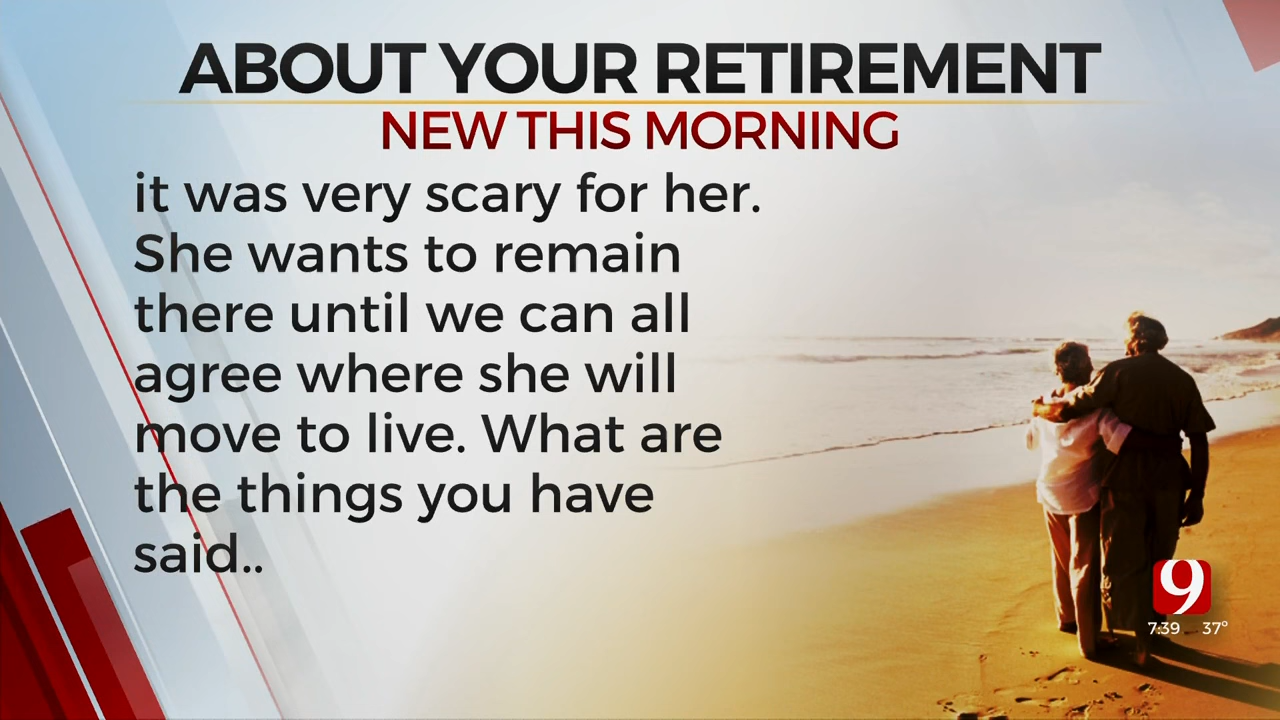 ABOUT YOUR RETIREMENT
NEW THIS MORNING
it was very scary for her.
She wants to remain
there until we can all
agree where she will
move to live. What are
the things you have
said..
9
7:39 37°